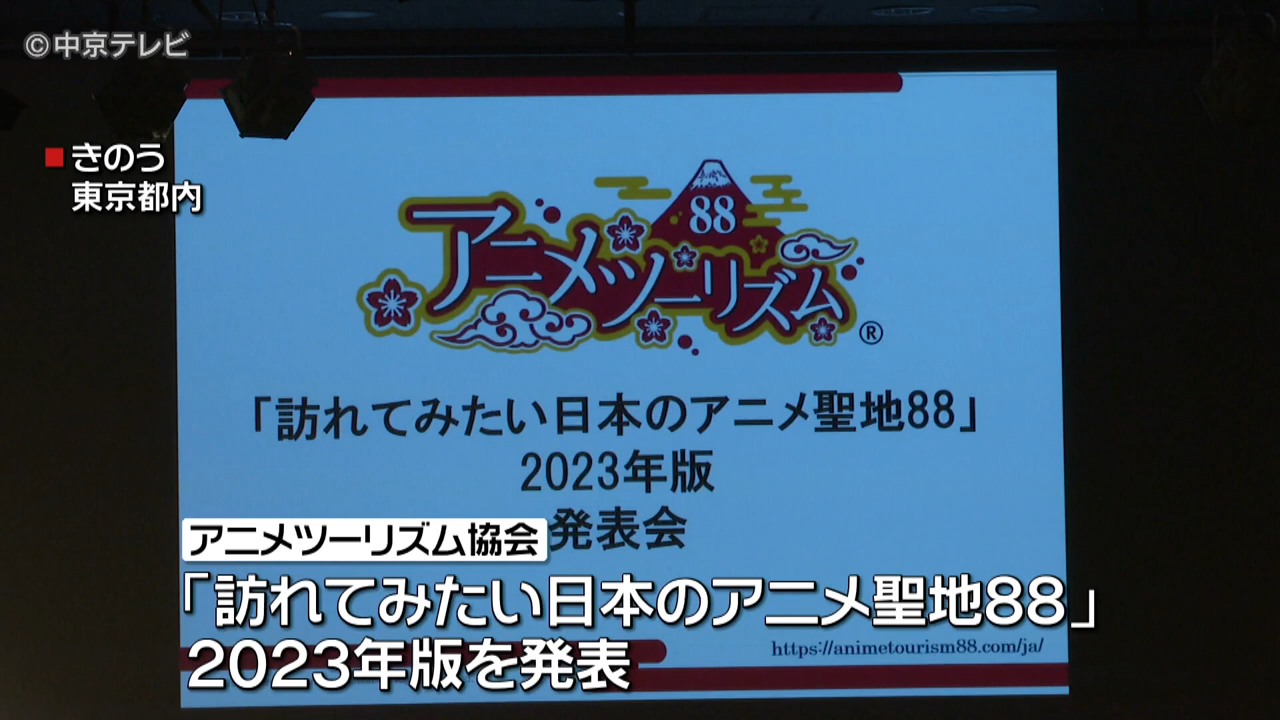 ©中京テレビ
■きのう
東京都内
88
アニメツーリズム®
「訪れてみたい日本のアニメ聖地88」
2023年版
発表会
アニメツーリズム協会
「訪れてみたい日本のアニメ聖地88」
2023年版を発表
https://animetourism88.com/ja/